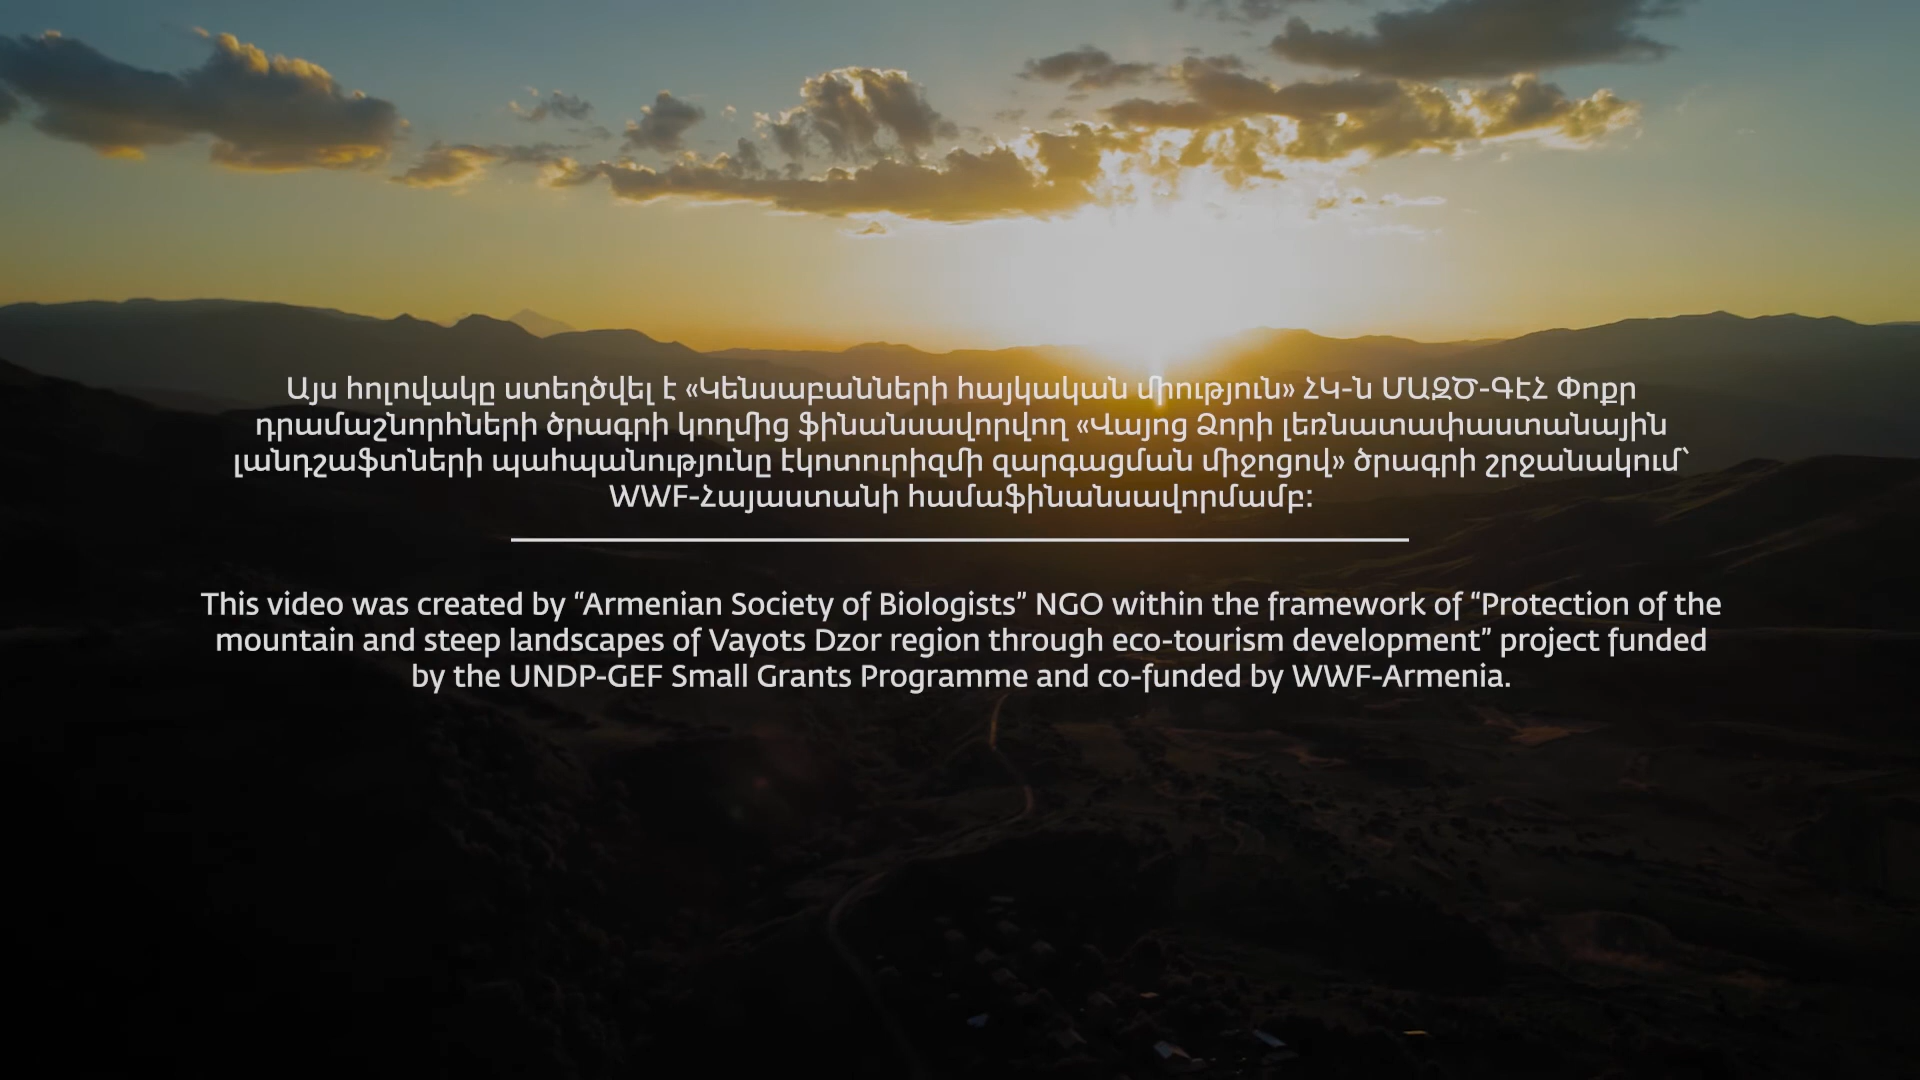 Այս հոլովակը ստեղծվել է «Կենսաբանների հայկական միություն» ՀԿ-ն ՄԱԶԾ-ԳԷՀ Փոքր
դրամաշնորհների ծրագրի կողմից ֆինանսավորվող «Վայոց Ձորի լեռնատափաստանային
լանդշաֆտների պահպանությունը էկոտուրիզմի զարգացման միջոցով» ծրագրի շրջանակում՝
WWF-Հայաստանի համաֆինանսավորմամբ:
This video was created by “Armenian Society of Biologists” NGO within the framework of “Protection of the
mountain and steep landscapes of Vayots Dzor region through eco-tourism development” project funded
by the UNDP-GEF Small Grants Programme and co-funded by WWF-Armenia.